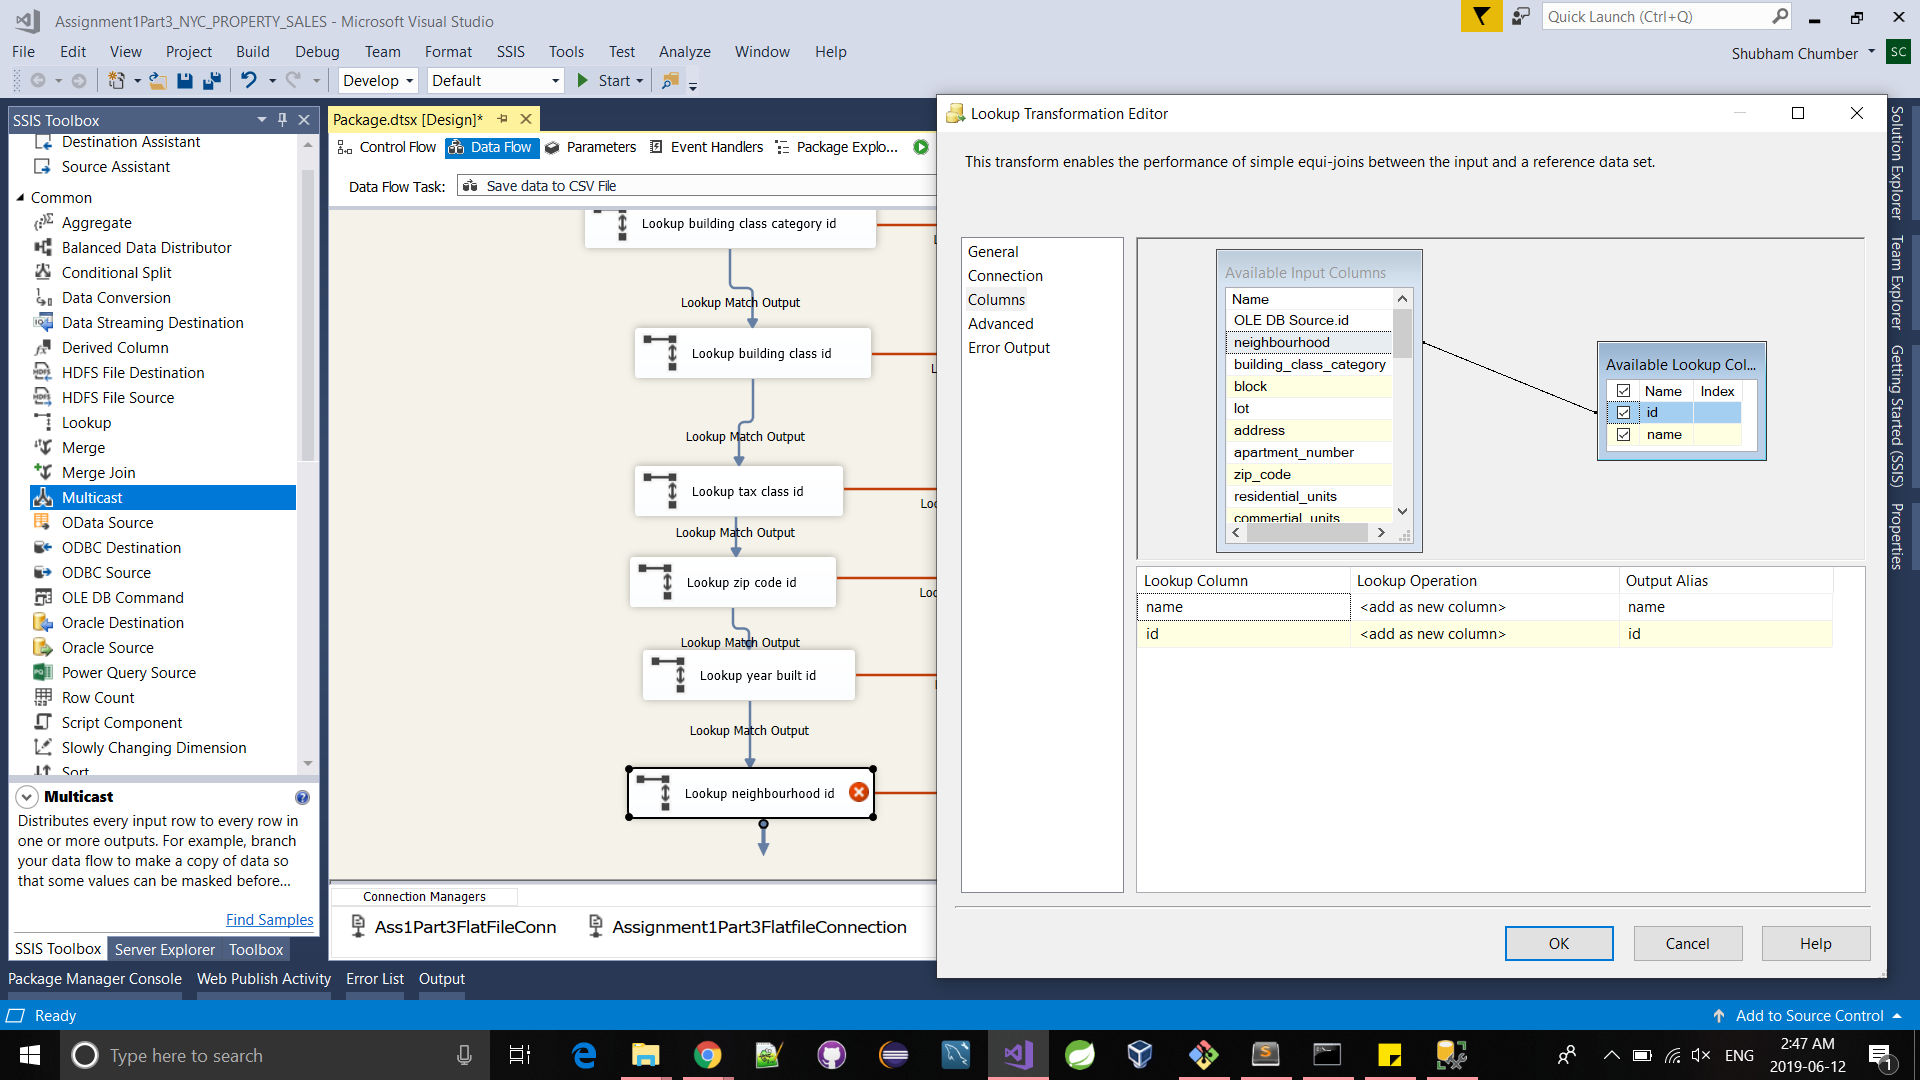 Assignment1Part3_NYC_PROPERTY_SALES - Microsoft Visual Studio
Quick Launch (Ctrl+Q)
File Edit View Project Build Debug Team Format SSIS Tools Test Analyze Window Help
Shubham Chumber SC
Develop Default Start
SSIS Toolbox
Destination Assistant
Source Assistant
Common
Aggregate
Balanced Data Distributor
Conditional Split
Data Conversion
Data Streaming Destination
Derived Column
HDFS File Destination
HDFS File Source
Lookup
Merge
Merge Join
Multicast
OData Source
ODBC Destination
ODBC Source
OLE DB Command
Oracle Destination
Oracle Source
Power Query Source
Row Count
Script Component
Slowly Changing Dimension
Sort
Multicast
Distributes every input row to every row in
one or more outputs. For example, branch
your data flow to make a copy of data so
that some values can be masked before...
Find Samples
SSIS Toolbox Server Explorer Toolbox
Package.dtsx [Design]*
Control Flow Data Flow Parameters Event Handlers Package Explo...
Data Flow Task: Save data to CSV File
Lookup building class category id
Lookup Match Output
Lookup building class id
Lookup Match Output
Lookup tax class id
Lo
Lookup Match Output
Lookup zip code id
Lo
Lookup Match Output
Lookup year built id
Lookup Match Output
Lookup neighbourhood id
Connection Managers
Ass1Part3FlatFileConn Assignment1Part3FlatfileConnection
Lookup Transformation Editor
This transform enables the performance of simple equi-joins between the input and a reference data set.
General
Connection
Columns
Advanced
Error Output
Available Input Columns
Name
OLE DB Source.id
neighbourhood
building_class_category
block
lot
address
apartment_number
zip_code
residential_units
commertial_units
Available Lookup Col...
Name Index
id
name
Lookup Column Lookup Operation Output Alias
name <add as new column> name
id <add as new column> id
OK Cancel Help
Solution Explorer
Team Explorer
Getting Started (SSIS)
Properties
Package Manager Console Web Publish Activity Error List Output
Ready
Add to Source Control
Type here to search
ENG
2:47 AM
2019-06-12
1